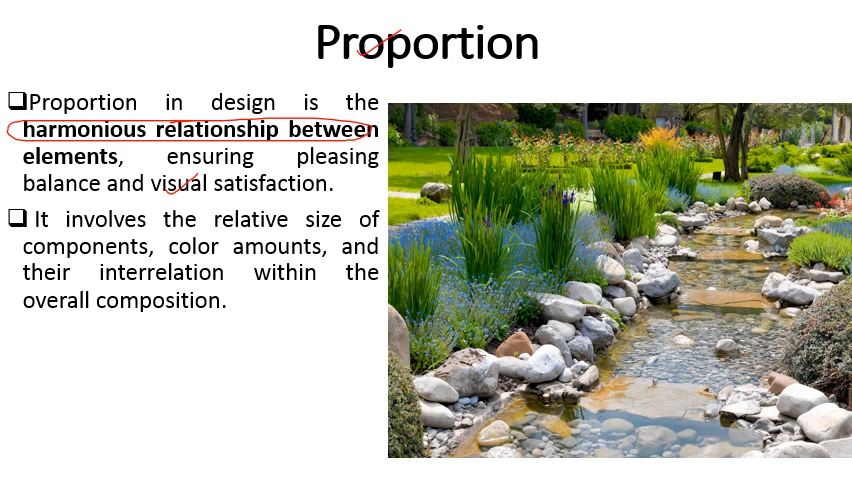 Proportion
❑Proportion in design is the
harmonious relationship between
elements, ensuring pleasing
balance and visual satisfaction.
❑ It involves the relative size of
components, color amounts, and
their interrelation within the
overall composition.